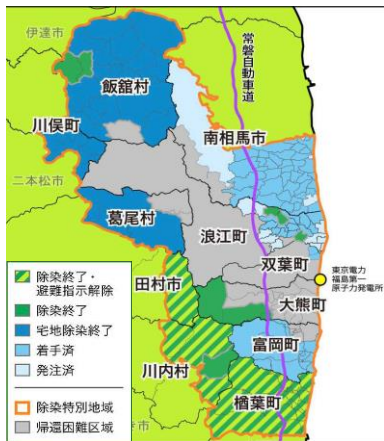 伊達市
飯舘村
常磐自動車道
川俣町
南相馬市
二本松市
葛尾村
浪江町
双葉町
東京電力
福島第一
原子力発電所
田村市
大熊町
富岡町
川内村
楢葉町
除染終了・
避難指示解除
除染終了
宅地除染終了
着手済
発注済
除染特別地域
帰還困難区域